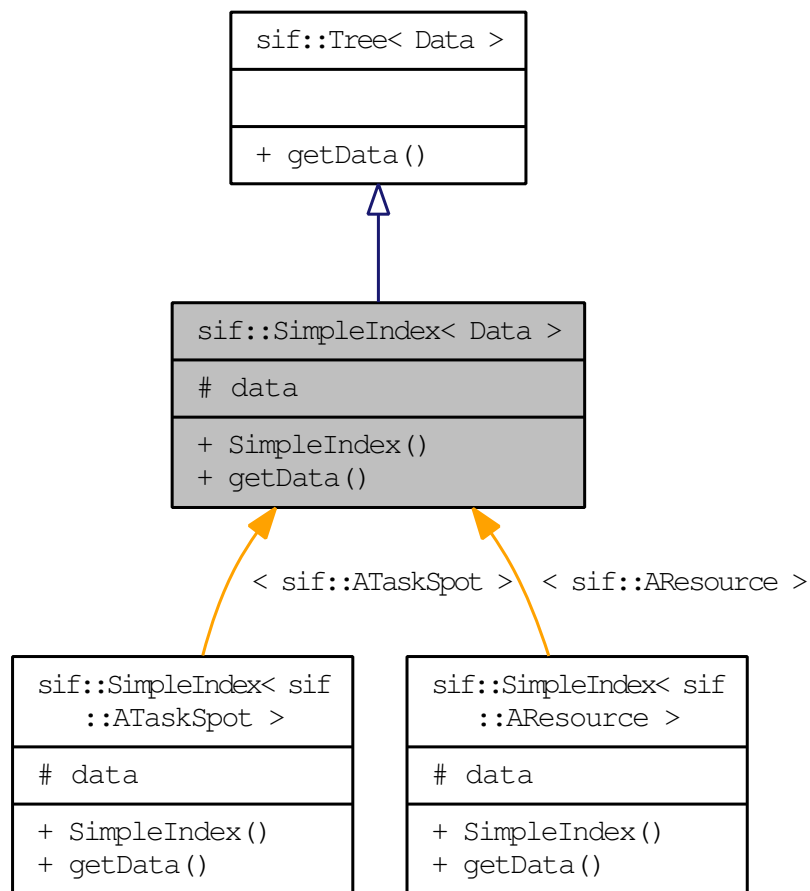 sif::Tree< Data >
+ getData()
sif::SimpleIndex< Data >
# data
+ SimpleIndex()
+ getData()
< sif::ATaskSpot >
< sif::AResource >
sif::SimpleIndex< sif
::ATaskSpot >
# data
+ SimpleIndex()
+ getData()
sif::SimpleIndex< sif
::AResource >
# data
+ SimpleIndex()
+ getData()